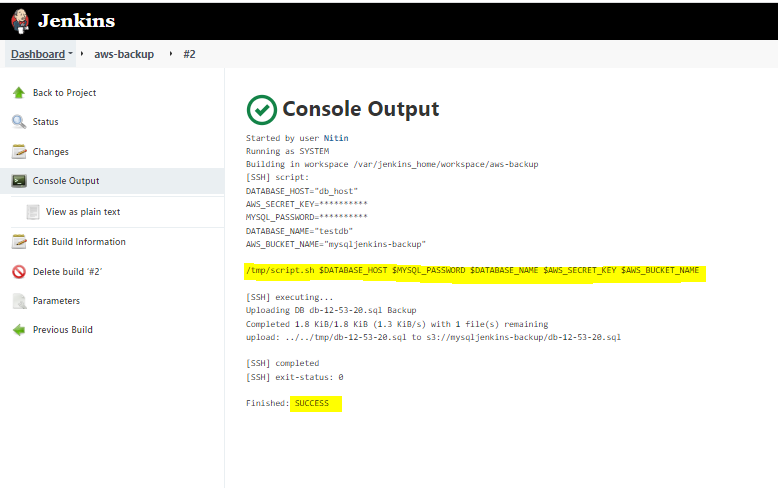 Jenkins
Dashboard aws-backup #2
Back to Project
Status
Changes
Console Output
View as plain text
Edit Build Information
Delete build ‘#2’
Parameters
Previous Build
Console Output
Started by user Nitin
Running as SYSTEM
Building in workspace /var/jenkins_home/workspace/aws-backup
[SSH] script:
DATABASE_HOST="db_host"
AWS_SECRET_KEY=**********
MYSQL_PASSWORD=**********
DATABASE_NAME="testdb"
AWS_BUCKET_NAME="mysqljenkins-backup"
/tmp/script.sh $DATABASE_HOST $MYSQL_PASSWORD $DATABASE_NAME $AWS_SECRET_KEY $AWS_BUCKET_NAME
[SSH] executing...
Uploading DB db-12-53-20.sql Backup
Completed 1.8 KiB/1.8 KiB (1.3 KiB/s) with 1 file(s) remaining
upload: ../../tmp/db-12-53-20.sql to s3://mysqljenkins-backup/db-12-53-20.sql
[SSH] completed
[SSH] exit-status: 0
Finished: SUCCESS